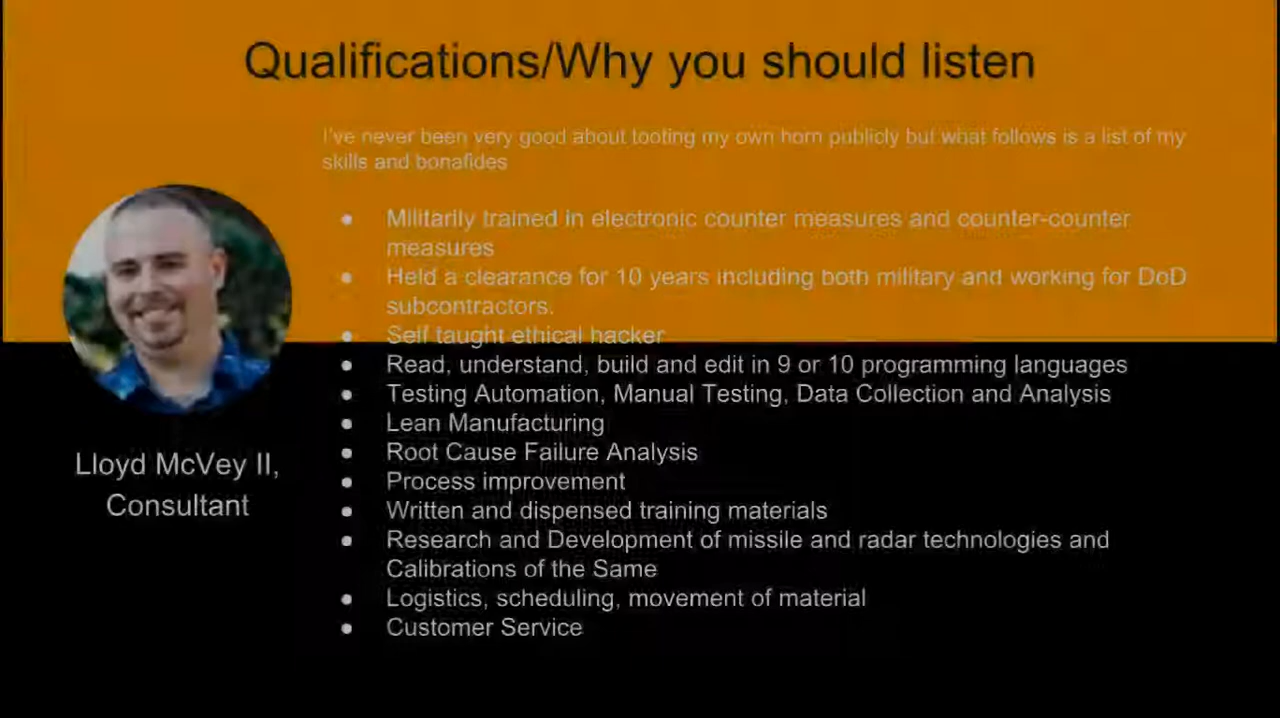 Qualifications/Why you should listen
I've never been very good about tooting my own horn publicly but what follows is a list of my
skills and bonafides
● Militarily trained in electronic counter measures and counter-counter
measures
● Held a clearance for 10 years including both military and working for DoD
subcontractors.
● Self taught ethical hacker
● Read, understand, build and edit in 9 or 10 programming languages
● Testing Automation, Manual Testing, Data Collection and Analysis
● Lean Manufacturing
● Root Cause Failure Analysis
● Process improvement
● Written and dispensed training materials
● Research and Development of missile and radar technologies and
Calibrations of the Same
● Logistics, scheduling, movement of material
● Customer Service
Lloyd McVey II,
Consultant